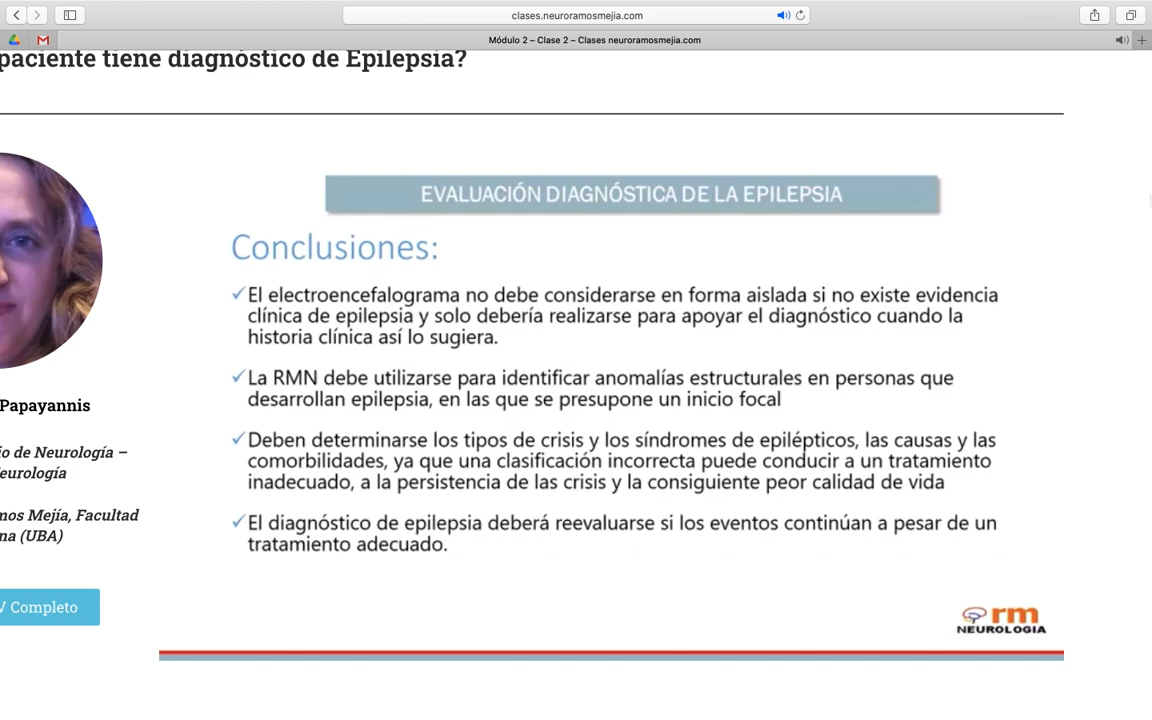 clases.neuroramosmejia.com
Módulo 2 – Clase 2 – Clases neuroramosmejia.com
paciente tiene diagnóstico de Epilepsia?
EVALUACIÓN DIAGNÓSTICA DE LA EPILEPSIA
Conclusiones:
✓El electroencefalograma no debe considerarse en forma aislada si no existe evidencia
clínica de epilepsia y solo debería realizarse para apoyar el diagnóstico cuando la
historia clínica así lo sugiera.
✓La RMN debe utilizarse para identificar anomalías estructurales en personas que
desarrollan epilepsia, en las que se presupone un inicio focal
✓Deben determinarse los tipos de crisis y los síndromes de epilépticos, las causas y las
comorbilidades, ya que una clasificación incorrecta puede conducir a un tratamiento
inadecuado, a la persistencia de las crisis y la consiguiente peor calidad de vida
✓El diagnóstico de epilepsia deberá reevaluarse si los eventos continúan a pesar de un
tratamiento adecuado.
Papayannis
io de Neurología –
eurología
mos Mejía, Facultad
na (UBA)
V Completo
rm
NEUROLOGIA